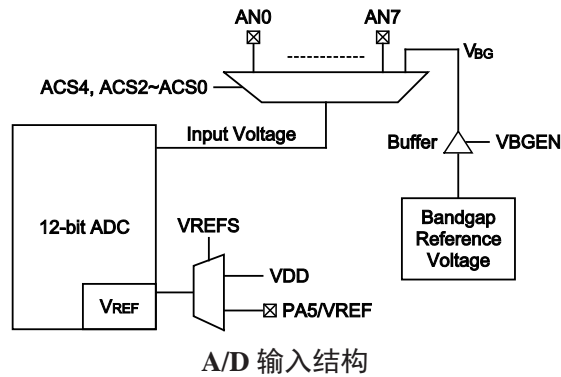 AN0
AN7
VBG
ACS4, ACS2~ACS0
Input Voltage
Buffer
VBGEN
12-bit ADC
Bandgap
Reference
Voltage
VREFS
VDD
VREF
PA5/VREF
A/D 输入结构